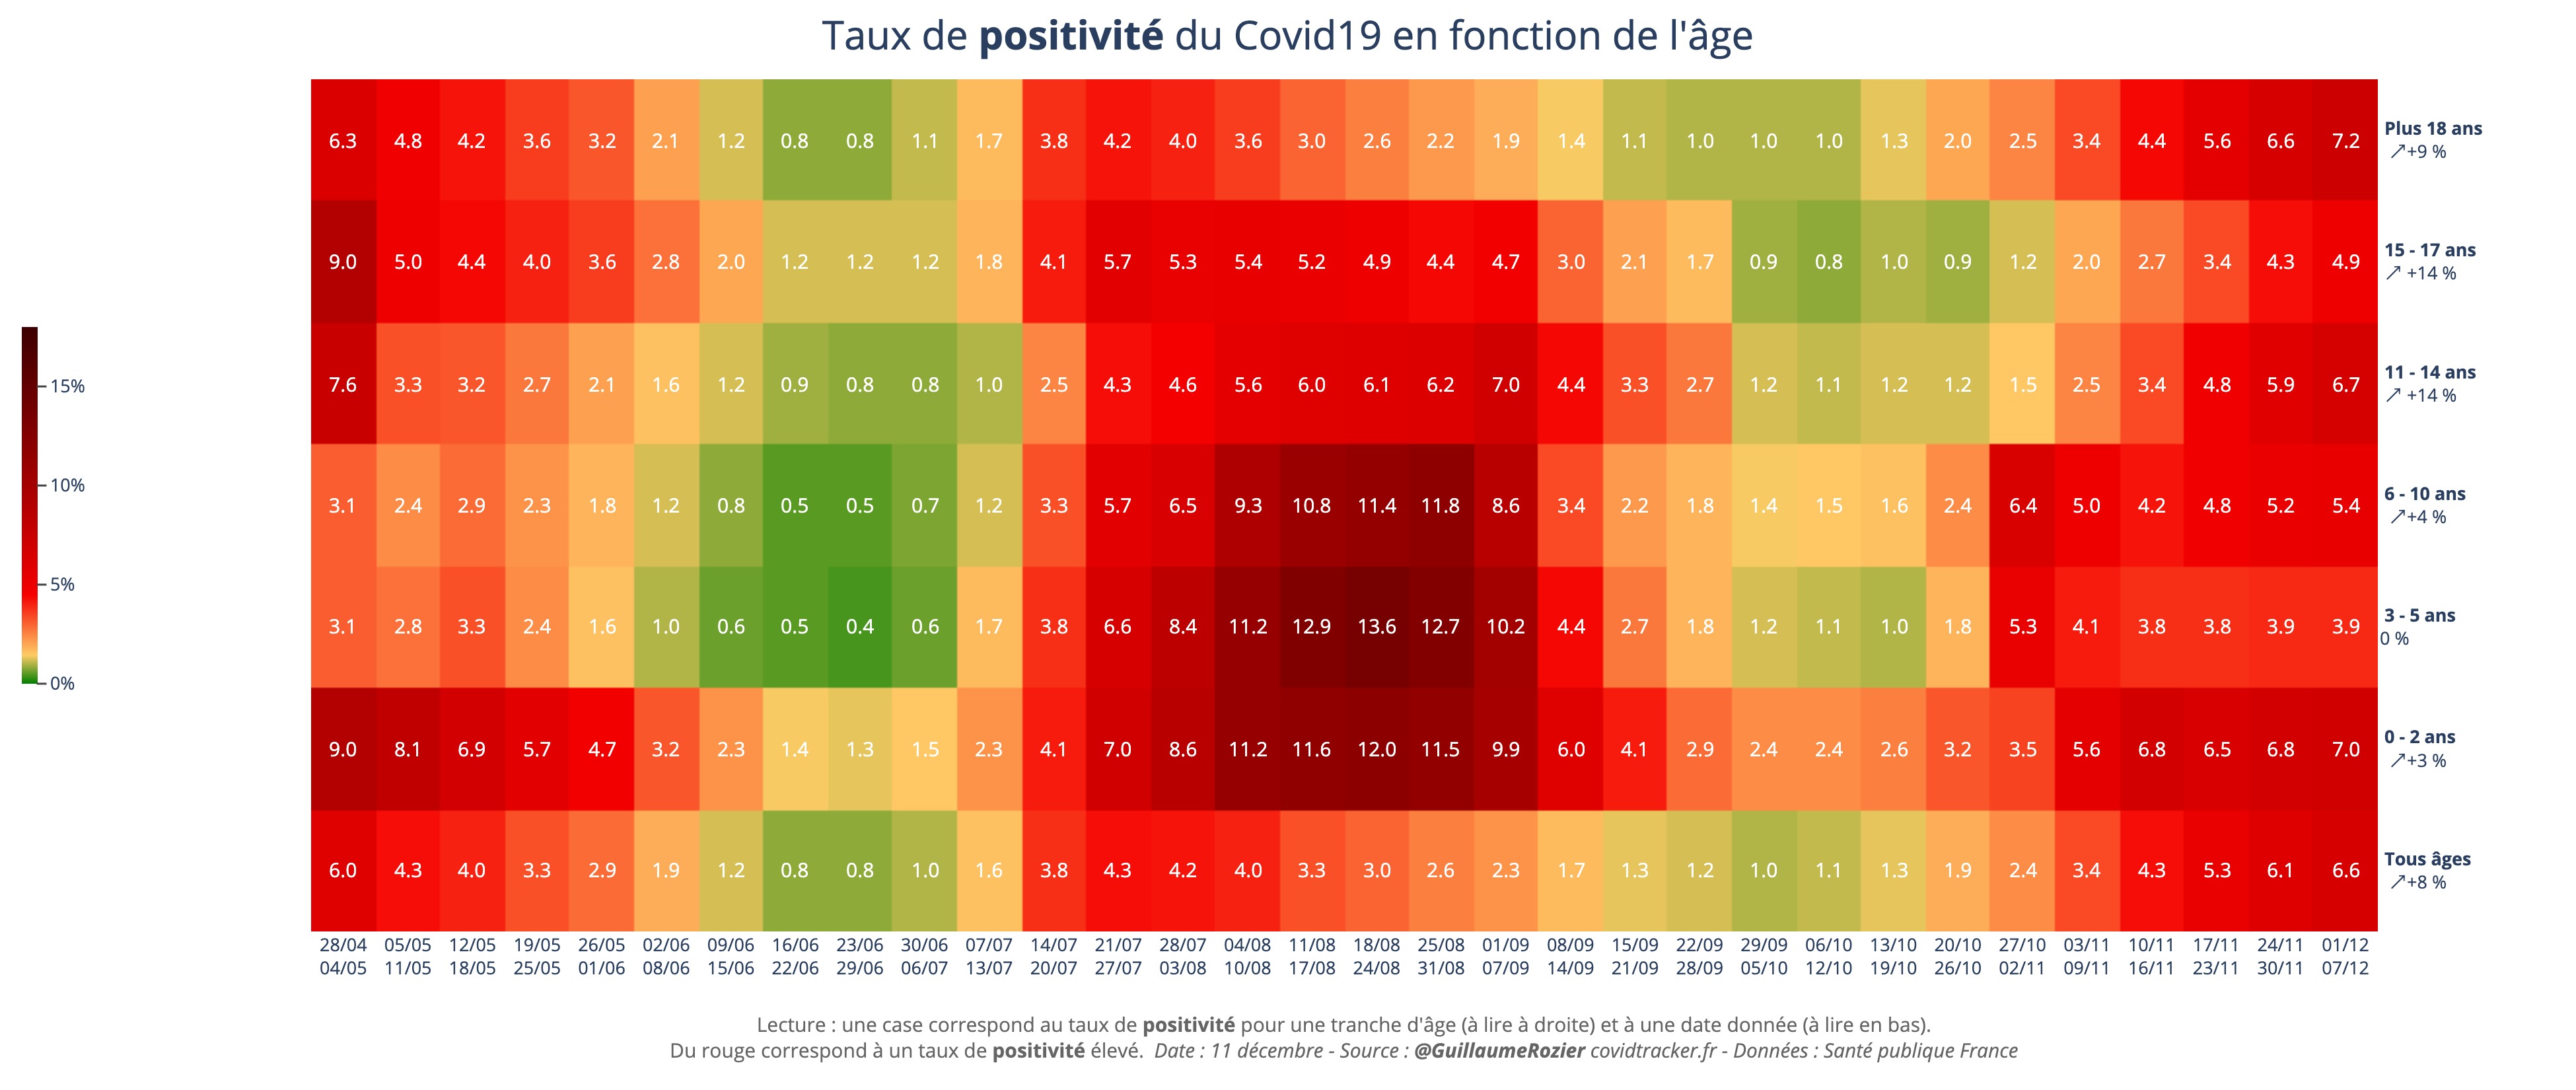 Taux de positivité du Covid19 en fonction de l'âge
6.3 4.8 4.2 3.6 3.2 2.1 1.2 0.8 0.8 1.1 1.7 3.8 4.2 4.0 3.6 3.0 2.6 2.2 1.9 1.4 1.1 1.0 1.0 1.0 1.3 2.0 2.5 3.4 4.4 5.6 6.6 7.2
Plus 18 ans
↗+9 %
9.0 5.0 4.4 4.0 3.6 2.8 2.0 1.2 1.2 1.2 1.8 4.1 5.7 5.3 5.4 5.2 4.9 4.4 4.7 3.0 2.1 1.7 0.9 0.8 1.0 0.9 1.2 2.0 2.7 3.4 4.3 4.9
15 - 17 ans
↗ +14 %
7.6 3.3 3.2 2.7 2.1 1.6 1.2 0.9 0.8 0.8 1.0 2.5 4.3 4.6 5.6 6.0 6.1 6.2 7.0 4.4 3.3 2.7 1.2 1.1 1.2 1.2 1.5 2.5 3.4 4.8 5.9 6.7
11 - 14 ans
↗ +14 %
3.1 2.4 2.9 2.3 1.8 1.2 0.8 0.5 0.5 0.7 1.2 3.3 5.7 6.5 9.3 10.8 11.4 11.8 8.6 3.4 2.2 1.8 1.4 1.5 1.6 2.4 6.4 5.0 4.2 4.8 5.2 5.4
6 - 10 ans
↗+4 %
3.1 2.8 3.3 2.4 1.6 1.0 0.6 0.5 0.4 0.6 1.7 3.8 6.6 8.4 11.2 12.9 13.6 12.7 10.2 4.4 2.7 1.8 1.2 1.1 1.0 1.8 5.3 4.1 3.8 3.8 3.9 3.9
3 - 5 ans
0 %
9.0 8.1 6.9 5.7 4.7 3.2 2.3 1.4 1.3 1.5 2.3 4.1 7.0 8.6 11.2 11.6 12.0 11.5 9.9 6.0 4.1 2.9 2.4 2.4 2.6 3.2 3.5 5.6 6.8 6.5 6.8 7.0
0 - 2 ans
↗+3 %
6.0 4.3 4.0 3.3 2.9 1.9 1.2 0.8 0.8 1.0 1.6 3.8 4.3 4.2 4.0 3.3 3.0 2.6 2.3 1.7 1.3 1.2 1.0 1.1 1.3 1.9 2.4 3.4 4.3 5.3 6.1 6.6
Tous âges
↗+8 %
15%
10%
5%
0%
28/04 05/05 12/05 19/05 26/05 02/06 09/06 16/06 23/06 30/06 07/07 14/07 21/07 28/07 04/08 11/08 18/08 25/08 01/09 08/09 15/09 22/09 29/09 06/10 13/10 20/10 27/10 03/11 10/11 17/11 24/11 01/12
04/05 11/05 18/05 25/05 01/06 08/06 15/06 22/06 29/06 06/07 13/07 20/07 27/07 03/08 10/08 17/08 24/08 31/08 07/09 14/09 21/09 28/09 05/10 12/10 19/10 26/10 02/11 09/11 16/11 23/11 30/11 07/12
Lecture : une case correspond au taux de positivité pour une tranche d'âge (à lire à droite) et à une date donnée (à lire en bas).
Du rouge correspond à un taux de positivité élevé. Date : 11 décembre - Source : @GuillaumeRozier covidtracker.fr - Données : Santé publique France